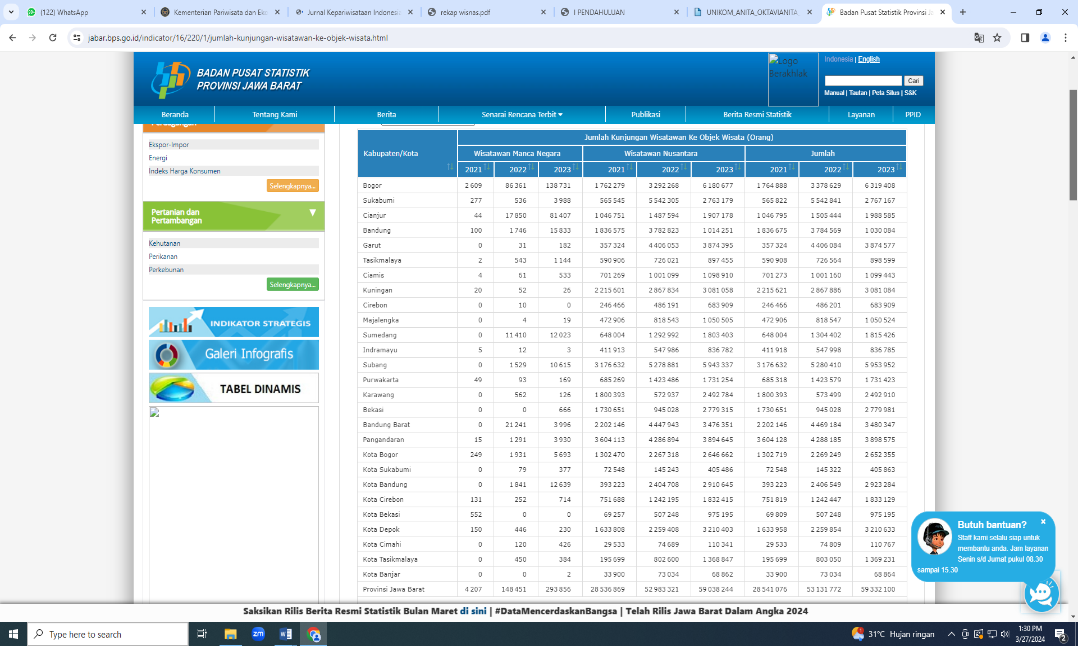 (122) WhatsApp
Kementerian Pariwisata dan Eko
Jurnal Kepariwisataan Indonesia
rekap wisnas.pdf
I PENDAHULUAN
UNIKOM_ANITA_OKTAVIANITA
Badan Pusat Statistik Provinsi Ja
jabar.bps.go.id/indicator/16/220/1/jumlah-kunjungan-wisatawan-ke-objek-wisata.html
BADAN PUSAT STATISTIK
PROVINSI JAWA BARAT
Logo Berakhlak
Indonesia | English
Cari
Manual | Tautan | Peta Situs | S&K
Beranda Tentang Kami Berita Senarai Rencana Terbit Publikasi Berita Resmi Statistik Layanan PPID
Ekspor-Impor
Energi
Indeks Harga Konsumen
Selengkapnya...
Pertanian dan
Pertambangan
Kehutanan
Perikanan
Perkebunan
Selengkapnya...
INDIKATOR STRATEGIS
Galeri Infografis
TABEL DINAMIS
Kabupaten/Kota
Jumlah Kunjungan Wisatawan Ke Objek Wisata (Orang)
Wisatawan Manca Negara Wisatawan Nusantara Jumlah
2021 2022 2023 2021 2022 2023 2021 2022 2023
Bogor 2 609 86 361 138 731 1 762 279 3 292 268 6 180 677 1 764 888 3 378 629 6 319 408
Sukabumi 277 536 3 988 565 545 5 542 305 2 763 179 565 822 5 542 841 2 767 167
Cianjur 44 17 850 81 407 1 046 751 1 487 594 1 907 178 1 046 795 1 505 444 1 988 585
Bandung 100 1 746 15 833 1 836 575 3 782 823 1 014 251 1 836 675 3 784 569 1 030 084
Garut 0 31 182 357 324 4 406 053 3 874 395 357 324 4 406 084 3 874 577
Tasikmalaya 2 543 1 144 590 906 726 021 897 455 590 908 726 564 898 599
Ciamis 4 61 533 701 269 1 001 099 1 098 910 701 273 1 001 160 1 099 443
Kuningan 20 52 26 2 215 601 2 867 834 3 081 058 2 215 621 2 867 886 3 081 084
Cirebon 0 10 0 246 466 486 191 683 909 246 466 486 201 683 909
Majalengka 0 4 19 472 906 818 543 1 050 505 472 906 818 547 1 050 524
Sumedang 0 11 410 12 023 648 004 1 292 992 1 803 403 648 004 1 304 402 1 815 426
Indramayu 5 12 3 411 913 547 986 836 782 411 918 547 998 836 785
Subang 0 1 529 10 615 3 176 632 5 278 881 5 943 337 3 176 632 5 280 410 5 953 952
Purwakarta 49 93 169 685 269 1 423 486 1 731 254 685 318 1 423 579 1 731 423
Karawang 0 562 126 1 800 393 572 937 2 492 784 1 800 393 573 499 2 492 910
Bekasi 0 0 666 1 730 651 945 028 2 779 315 1 730 651 945 028 2 779 981
Bandung Barat 0 21 241 3 996 2 202 146 4 447 943 3 476 351 2 202 146 4 469 184 3 480 347
Pangandaran 15 1 291 3 930 3 604 113 4 286 894 3 894 645 3 604 128 4 288 185 3 898 575
Kota Bogor 249 1 931 5 693 1 302 470 2 267 318 2 646 662 1 302 719 2 269 249 2 652 355
Kota Sukabumi 0 79 377 72 548 145 243 405 486 72 548 145 322 405 863
Kota Bandung 0 1 841 12 639 393 223 2 404 708 2 910 645 393 223 2 406 549 2 923 284
Kota Cirebon 131 252 714 751 688 1 242 195 1 832 415 751 819 1 242 447 1 833 129
Kota Bekasi 552 0 0 69 257 507 248 975 195 69 809 507 248 975 195
Kota Depok 150 446 230 1 633 808 2 259 408 3 210 403 1 633 958 2 259 854 3 210 633
Kota Cimahi 0 120 426 29 533 74 689 110 341 29 533 74 809 110 767
Kota Tasikmalaya 0 450 384 195 699 802 600 1 368 847 195 699 803 050 1 369 231
Kota Banjar 0 0 2 33 900 73 034 68 862 33 900 73 034 68 864
Provinsi Jawa Barat 4 207 148 451 293 856 28 536 869 52 983 321 59 038 244 28 541 076 53 131 772 59 332 100
Butuh bantuan?
Staff kami selalu siap untuk
membantu anda. Jam layanan
Senin s/d Jumat pukul 08.30
sampai 15.30
Saksikan Rilis Berita Resmi Statistik Bulan Maret di sini | #DataMencerdaskanBangsa | Telah Rilis Jawa Barat Dalam Angka 2024
Type here to search
zm
31°C Hujan ringan
1:30 PM
3/27/2024
2